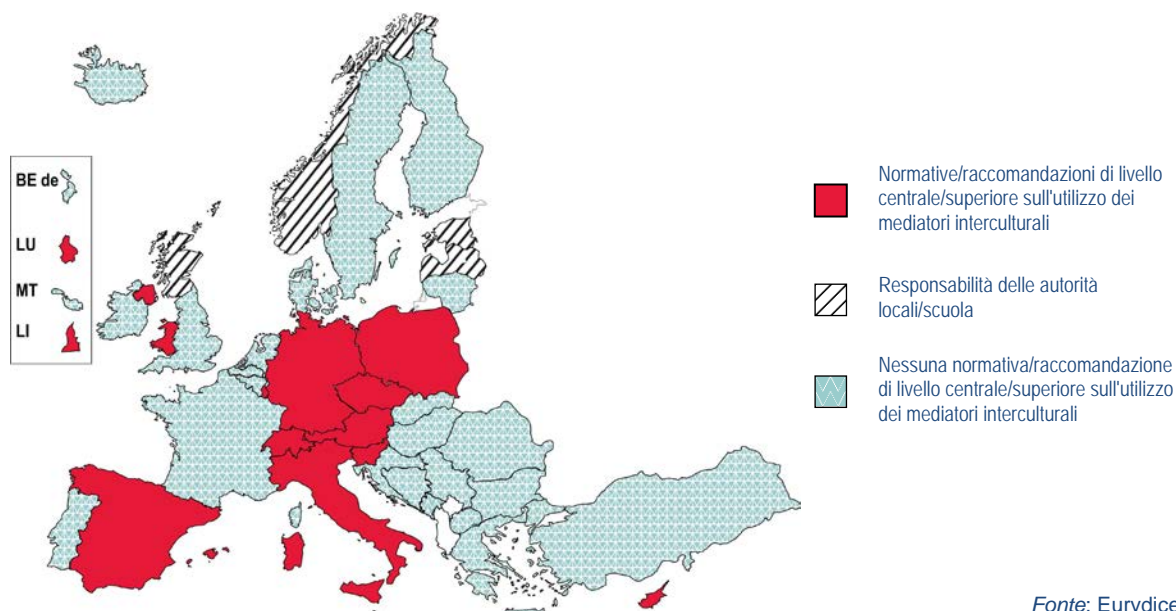 BE de
LU
MT
LI
Normative/raccomandazioni di livello
centrale/superiore sull'utilizzo dei
mediatori interculturali
Responsabilità delle autorità
locali/scuola
Nessuna normativa/raccomandazione
di livello centrale/superiore sull'utilizzo
dei mediatori interculturali
Fonte: Eurydice